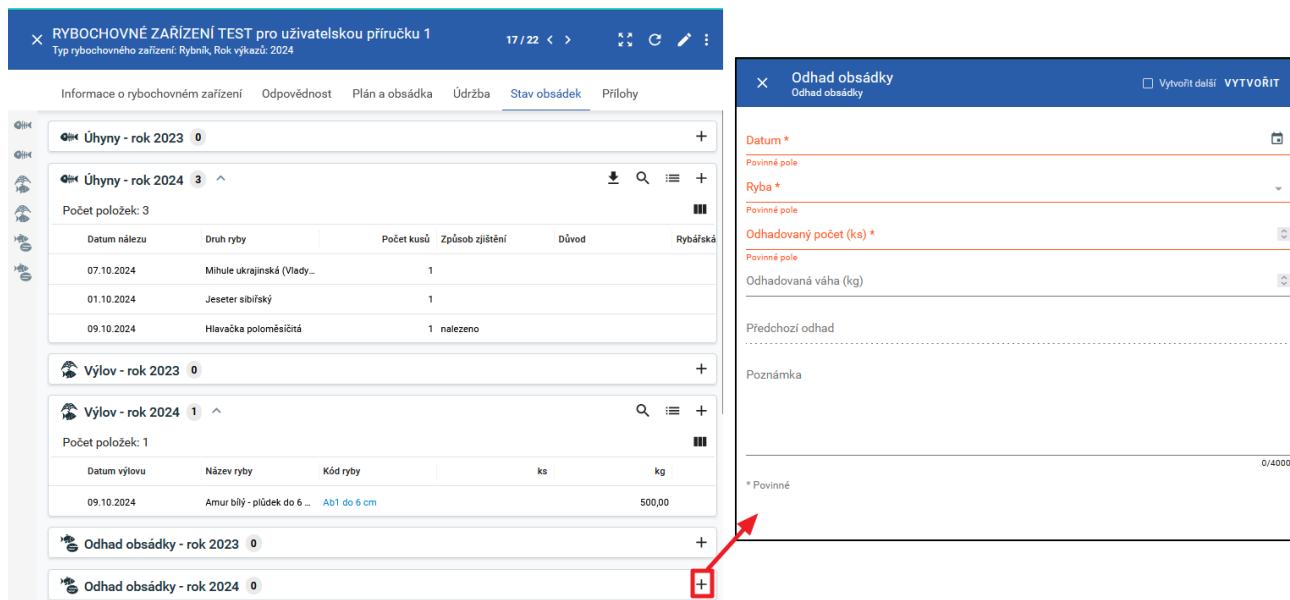 RYBOCHOVNÉ ZAŘÍZENÍ TEST pro uživatelskou příručku 1
Typ rybochovného zařízení: Rybník, Rok výkazů: 2024
17 / 22
Informace o rybochovném zařízení Odpovědnost Plán a obsádka Údržba Stav obsádek Přílohy
Úhyny - rok 2023 0
Úhyny - rok 2024 3
Počet položek: 3
Datum nálezu Druh ryby Počet kusů Způsob zjištění Důvod Rybářská
07.10.2024 Mihule ukrajinská (Vlady... 1
01.10.2024 Jeseter sibiřský 1
09.10.2024 Hlavačka poloměsíčitá 1 nalezeno
Výlov - rok 2023 0
Výlov - rok 2024 1
Počet položek: 1
Datum výlovu Název ryby Kód ryby ks kg
09.10.2024 Amur bílý - plůdek do 6 ... Ab1 do 6 cm 500,00
Odhad obsádky - rok 2023 0
Odhad obsádky - rok 2024 0
Odhad obsádky
Odhad obsádky
Vytvořit další VYTVOŘIT
Datum *
Povinné pole
Ryba *
Povinné pole
Odhadovaný počet (ks) *
Povinné pole
Odhadovaná váha (kg)
Předchozí odhad
Poznámka
0/4000
* Povinné